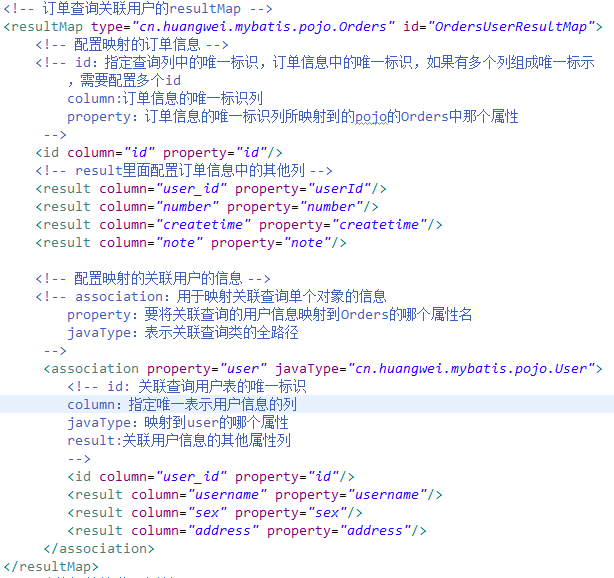 <!-- 订单查询关联用户的resultMap -->
<resultMap type="cn.huangwei.mybatis.pojo.Orders" id="OrdersUserResultMap">
<!-- 配置映射的订单信息 -->
<!-- id：指定查询列中的唯一标识，订单信息中的唯一标识，如果有多个列组成唯一标示
，需要配置多个id
column:订单信息的唯一标识列
property：订单信息的唯一标识列所映射到的pojo的Orders中那个属性
-->
<id column="id" property="id"/>
<!-- result里面配置订单信息中的其他列 -->
<result column="user_id" property="userId"/>
<result column="number" property="number"/>
<result column="createtime" property="createtime"/>
<result column="note" property="note"/>
<!-- 配置映射的关联用户的信息 -->
<!-- association：用于映射关联查询单个对象的信息
property：要将关联查询的用户信息映射到Orders的哪个属性名
javaType：表示关联查询类的全路径
-->
<association property="user" javaType="cn.huangwei.mybatis.pojo.User">
<!-- id：关联查询用户表的唯一标识
column：指定唯一表示用户信息的列
javaType：映射到user的哪个属性
result:关联用户信息的其他属性列
-->
<id column="user_id" property="id"/>
<result column="username" property="username"/>
<result column="sex" property="sex"/>
<result column="address" property="address"/>
</association>
</resultMap>